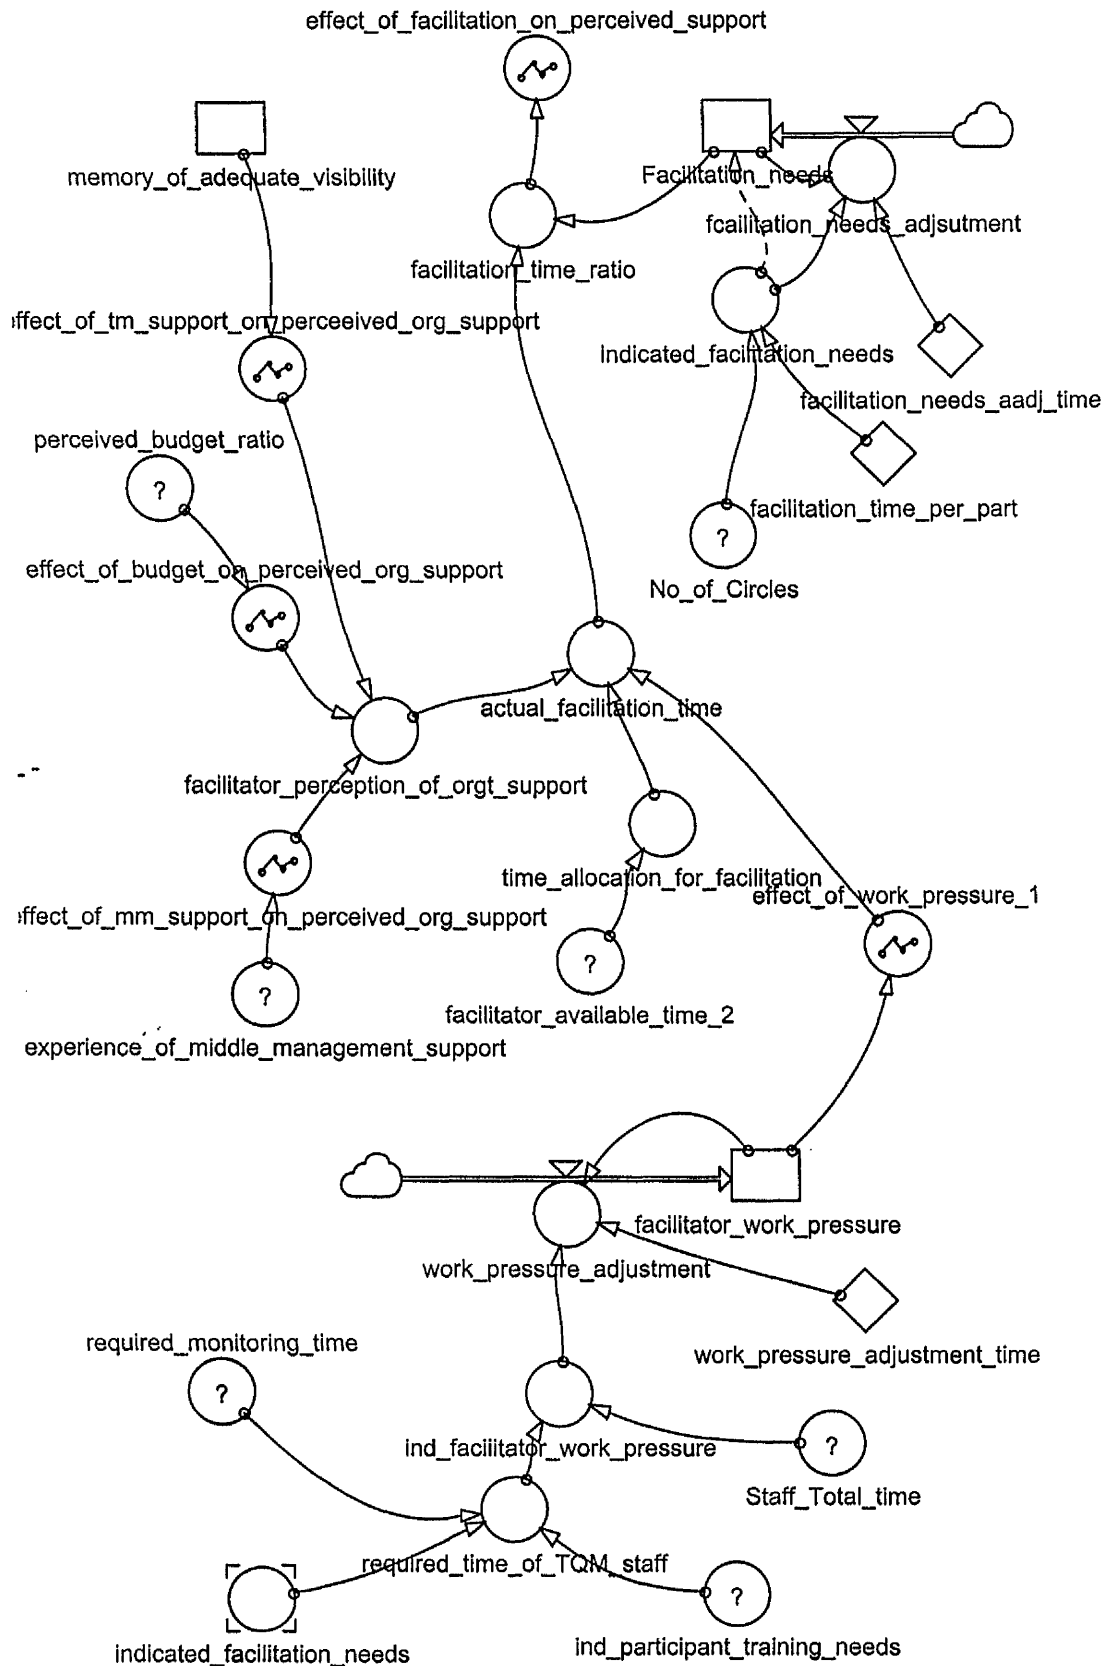 effect_of_facilitation_on_perceived_support
memory_of_adequate_visibility
Facilitation_needs
fcailitation_needs_adjsutment
facilitation_time_ratio
ffect_of_tm_support_on_perceeived_org_support
Indicated_facilitation_needs
facilitation_needs_aadj_time
perceived_budget_ratio
?
facilitation_time_per_part
?
effect_of_budget_on_perceived_org_support
No_of_Circles
actual_facilitation_time
facilitator_perception_of_orgt_support
time_allocation_for_facilitation
effect_of_work_pressure_1
ffect_of_mm_support_on_perceived_org_support
?
?
facilitator_available_time_2
experience_of_middle_management_support
facilitator_work_pressure
work_pressure_adjustment
required_monitoring_time
work_pressure_adjustment_time
?
ind_faciiitator_work_pressure
?
Staff_Total_time
required_time_of_TQM_staff
?
indicated_facilitation_needs
ind_participant_training_needs